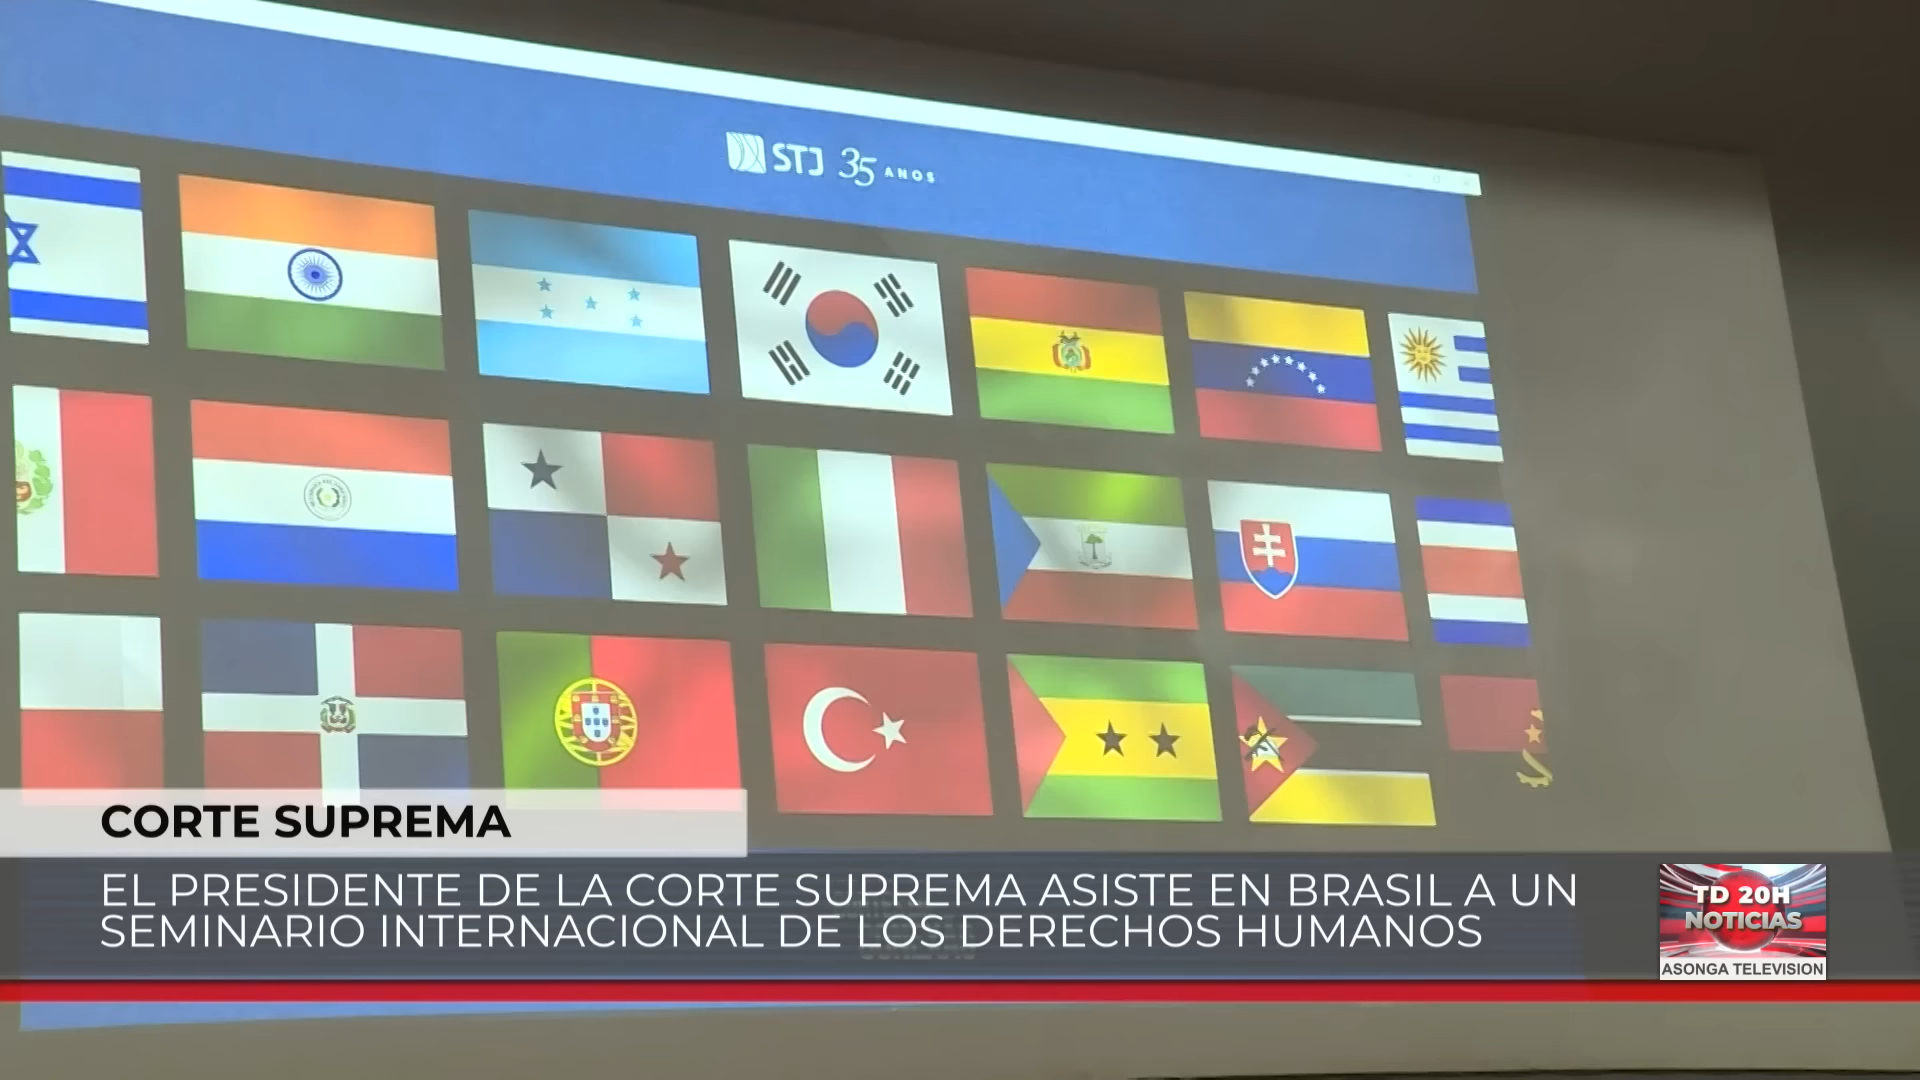 STJ 35 ANOS
CORTE SUPREMA
EL PRESIDENTE DE LA CORTE SUPREMA ASISTE EN BRASIL A UN
SEMINARIO INTERNACIONAL DE LOS DERECHOS HUMANOS
TD 20H
NOTICIAS
ASONGA TELEVISION